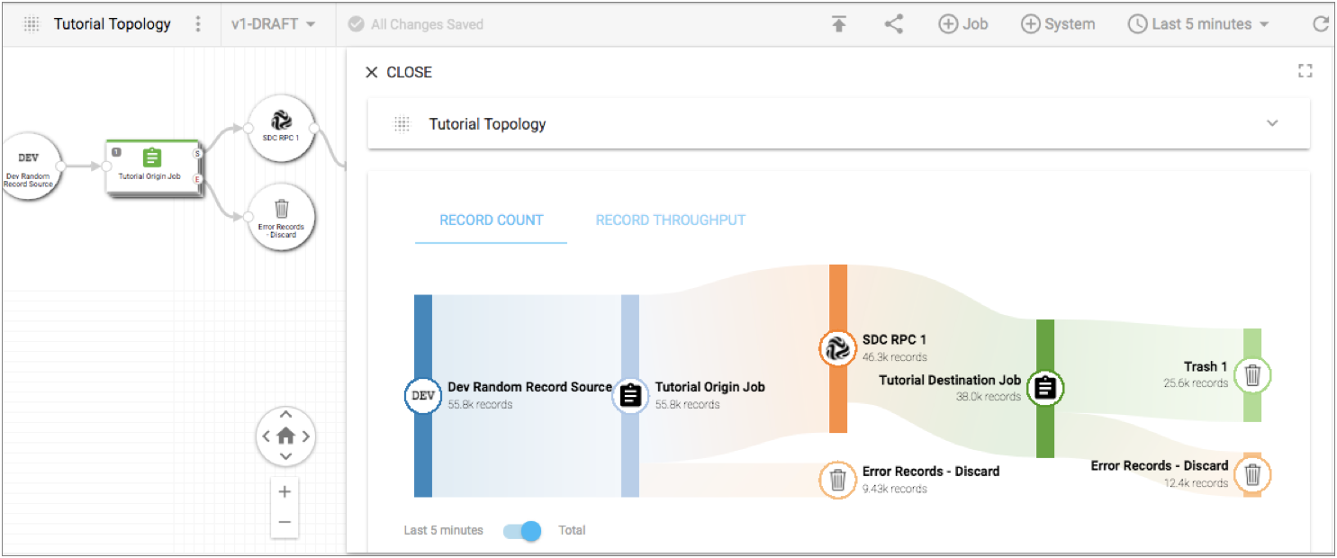 Tutorial Topology
v1-DRAFT
All Changes Saved
Job
System
Last 5 minutes
CLOSE
Tutorial Topology
DEV
Dev Random
Record Source
1
Tutorial Origin Job
S
E
SDC RPC 1
Error Records
- Discard
RECORD COUNT
RECORD THROUGHPUT
DEV
Dev Random Record Source
55.8k records
Tutorial Origin Job
55.8k records
SDC RPC 1
46.3k records
Error Records - Discard
9.43k records
Tutorial Destination Job
38.0k records
Trash 1
25.6k records
Error Records - Discard
12.4k records
Last 5 minutes
Total